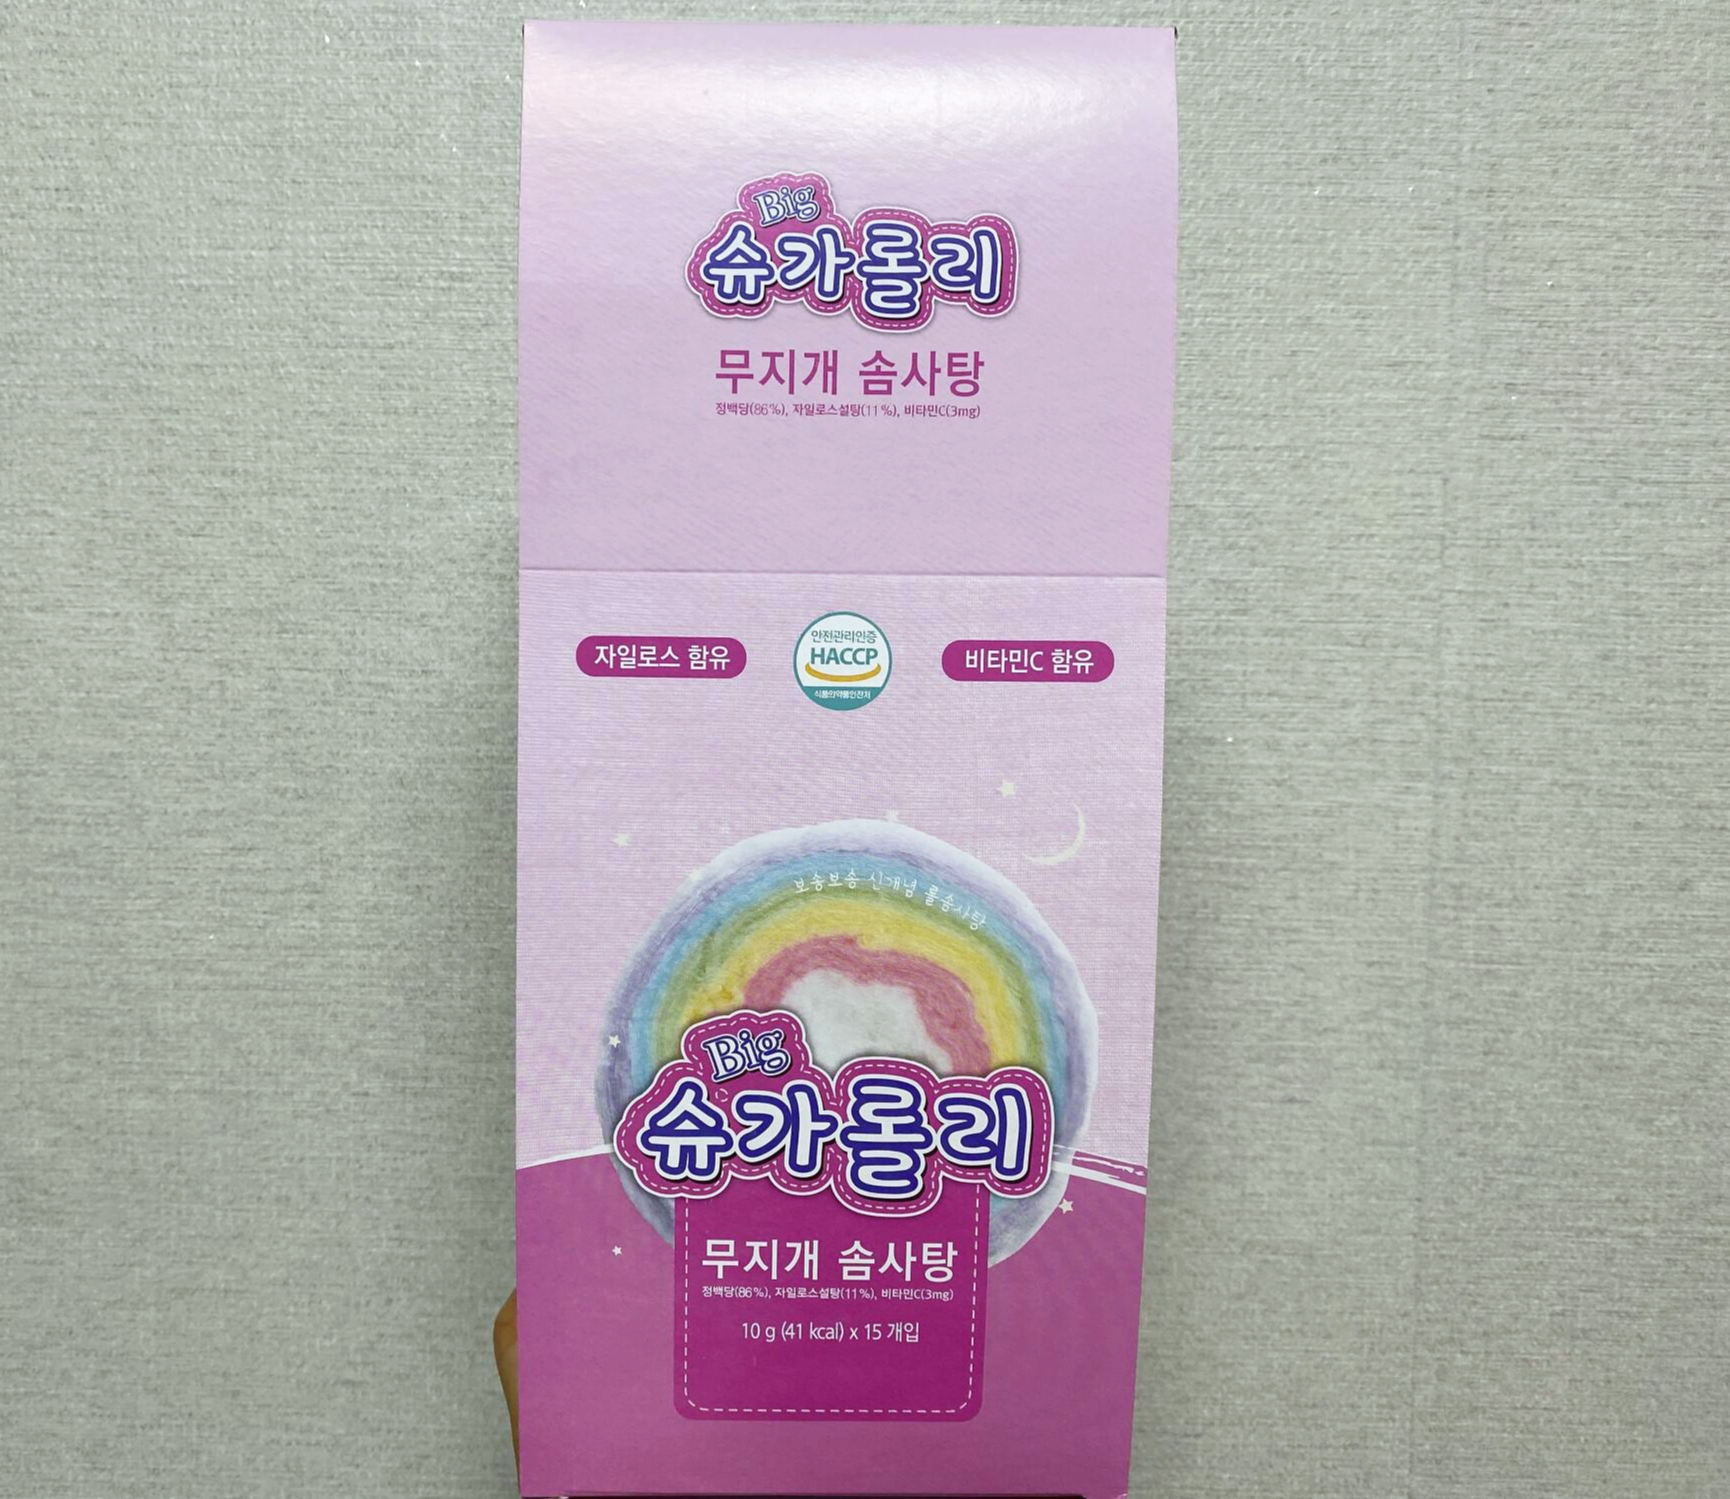 Big
슈가롤리
무지개 솜사탕
정백당(86%), 자일로스설탕(11%), 비타민C(3mg)
자일로스 함유
안전관리인증
HACCP
식품의약품안전처
비타민C 함유
보송보송 신개념 롤솜사탕
Big
슈가롤리
무지개 솜사탕
정백당(86%), 자일로스설탕(11%), 비타민C(3mg)
10 g (41 kcal) x 15 개입